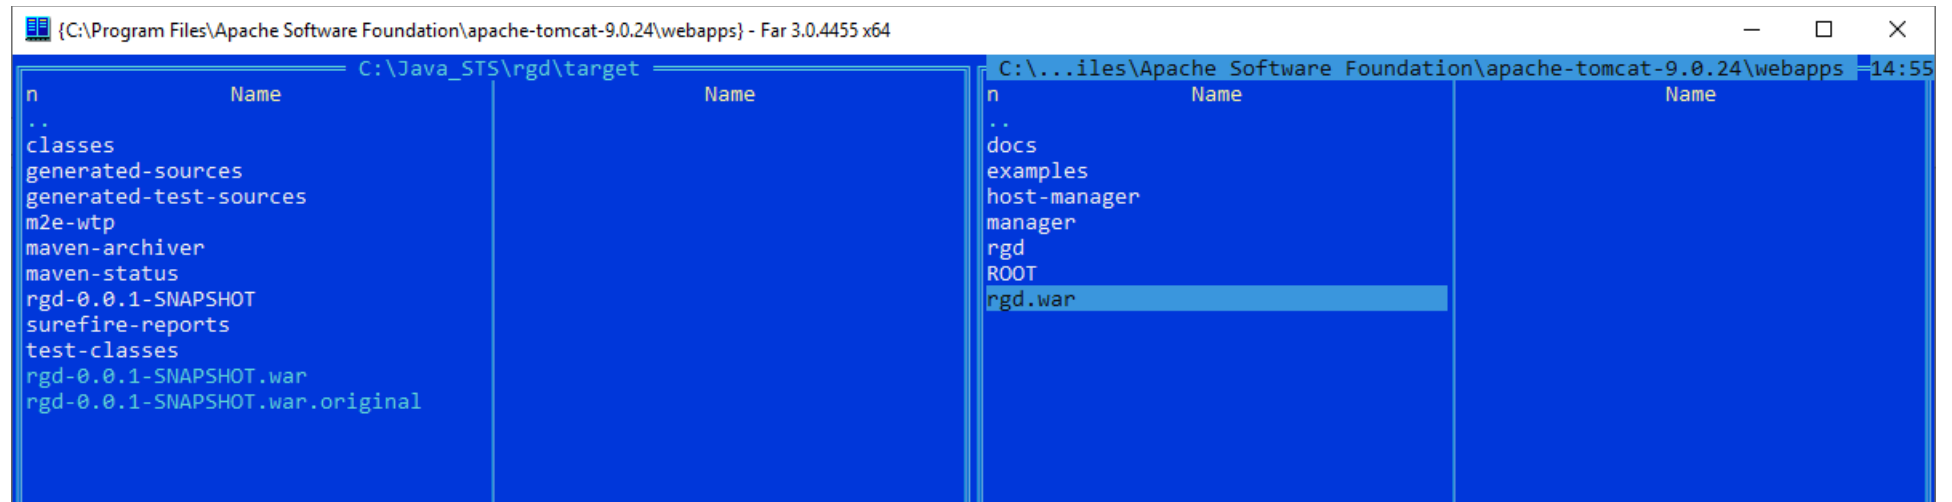 {C:\Program Files\Apache Software Foundation\apache-tomcat-9.0.24\webapps} - Far 3.0.4455 x64
C:\Java_STS\rgd\target
n Name Name
..
classes
generated-sources
generated-test-sources
m2e-wtp
maven-archiver
maven-status
rgd-0.0.1-SNAPSHOT
surefire-reports
test-classes
rgd-0.0.1-SNAPSHOT.war
rgd-0.0.1-SNAPSHOT.war.original
C:\...iles\Apache Software Foundation\apache-tomcat-9.0.24\webapps 14:55
n Name Name
..
docs
examples
host-manager
manager
rgd
ROOT
rgd.war